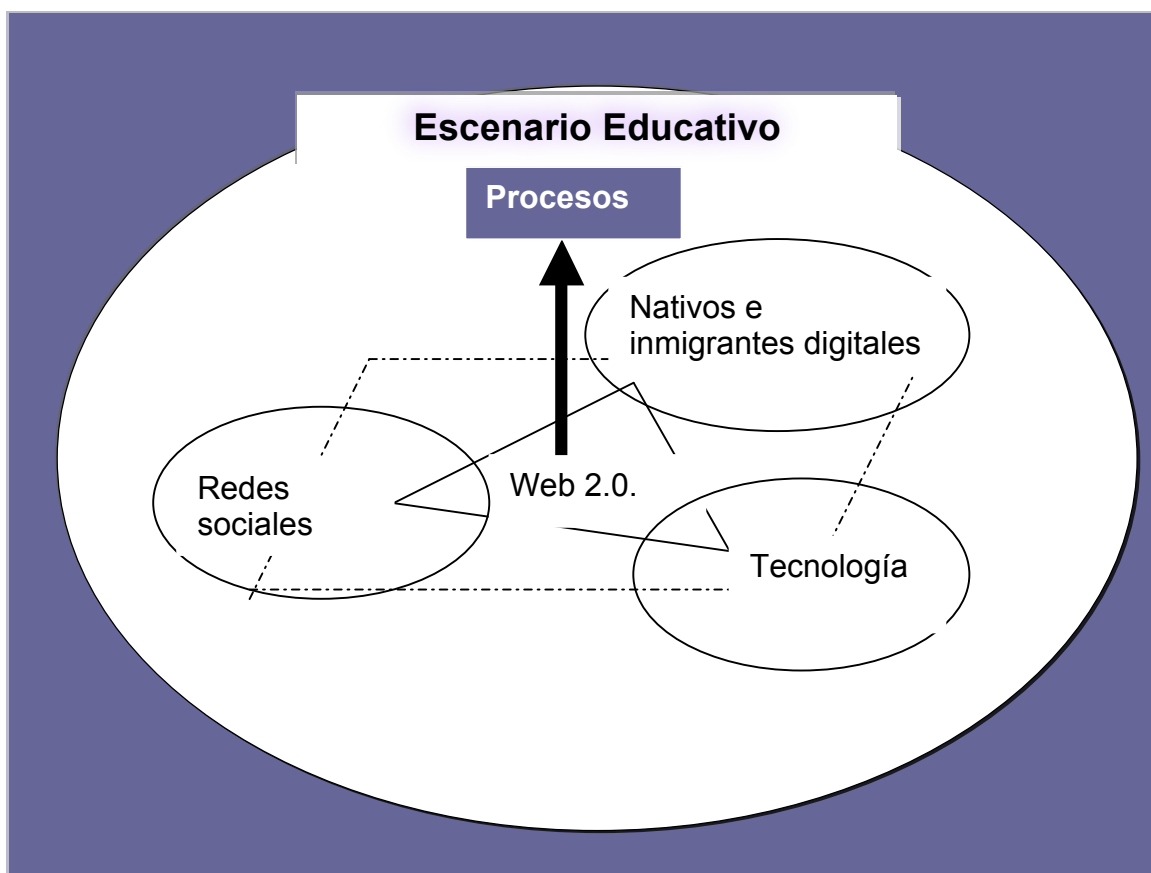 Escenario Educativo
Procesos
Nativos e
inmigrantes digitales
Redes
sociales
Web 2.0.
Tecnología